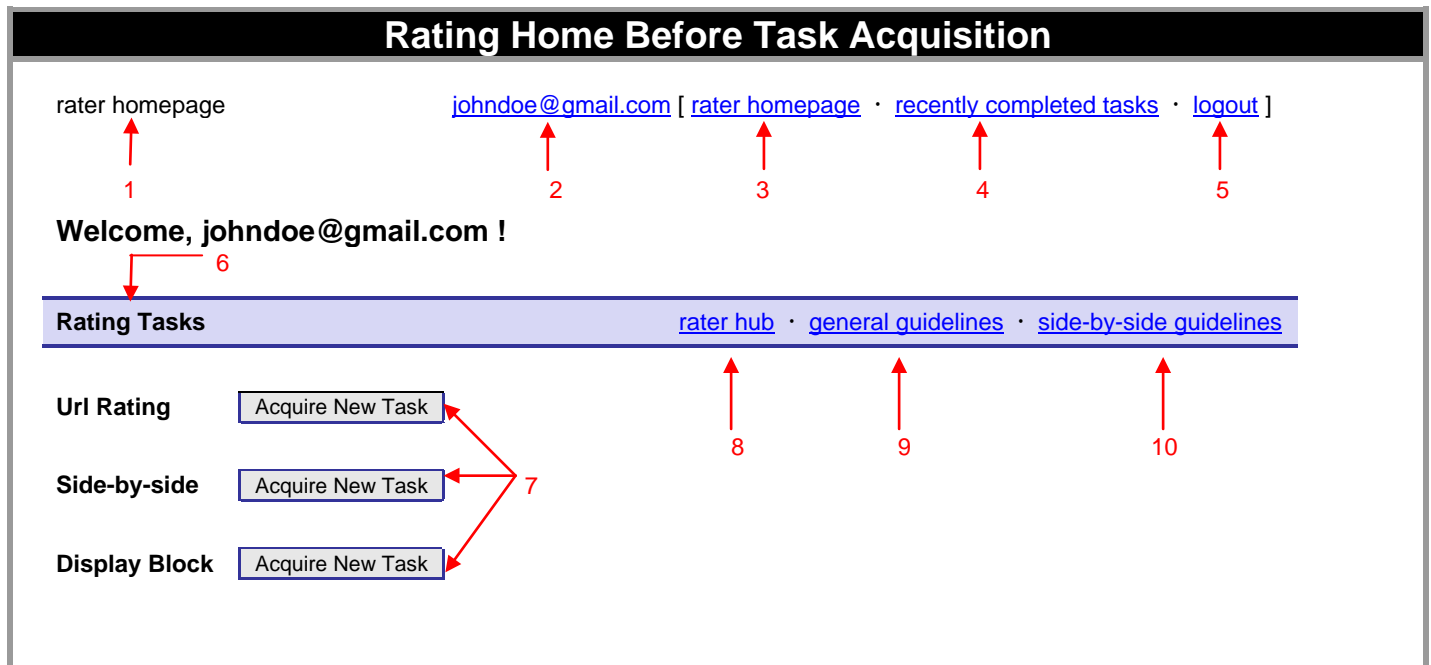 Rating Home Before Task Acquisition
rater homepage johndoe@gmail.com [ rater homepage · recently completed tasks · logout ]
1 2 3 4 5
Welcome, johndoe@gmail.com !
6
Rating Tasks rater hub · general guidelines · side-by-side guidelines
Url Rating Acquire New Task
8 9 10
Side-by-side Acquire New Task 7
Display Block Acquire New Task